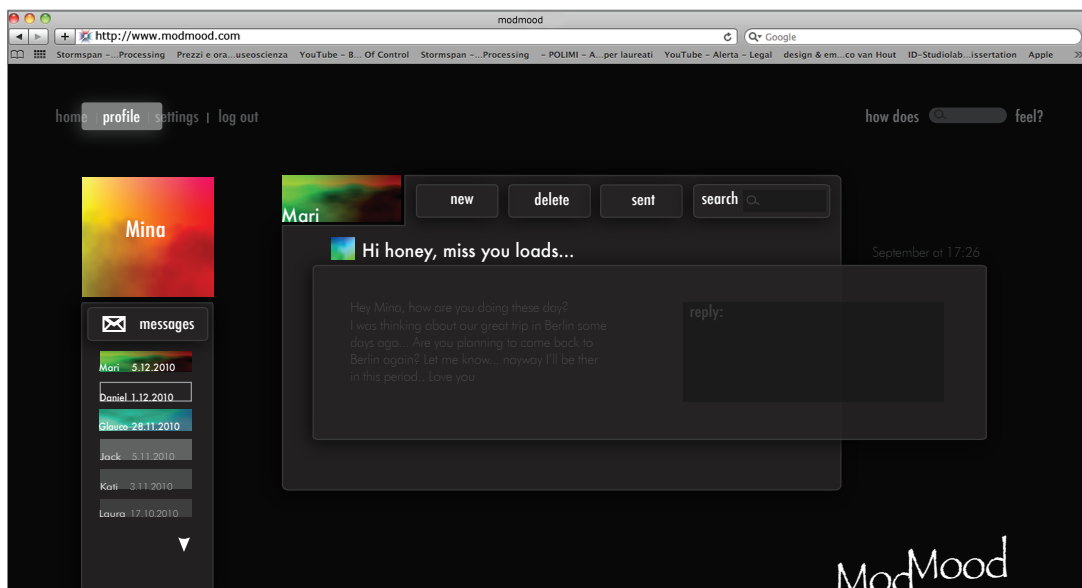 modmood
http://www.modmood.com
Google
Stormspan –...Processing Prezzi e ora...useoscienza YouTube – B... Of Control Stormspan –...Processing – POLIMI – A...per laureati YouTube – Alerta – Legal design & em...co van Hout ID–Studiolab...issertation Apple
home | profile | settings | log out
how does feel?
Mina
messages
Mari 5.12.2010
Daniel 1.12.2010
Glauco 28.11.2010
Jack 5.11.2010
Kati 3.11.2010
Laura 17.10.2010
Mari
new delete sent search
Hi honey, miss you loads...
September at 17:26
Hey Mina, how are you doing these day?
I was thinking about our great trip in Berlin some
days ago... Are you planning to come back to
Berlin again? Let me know... nayway I'll be ther
in this period.. Love you
reply:
ModMood